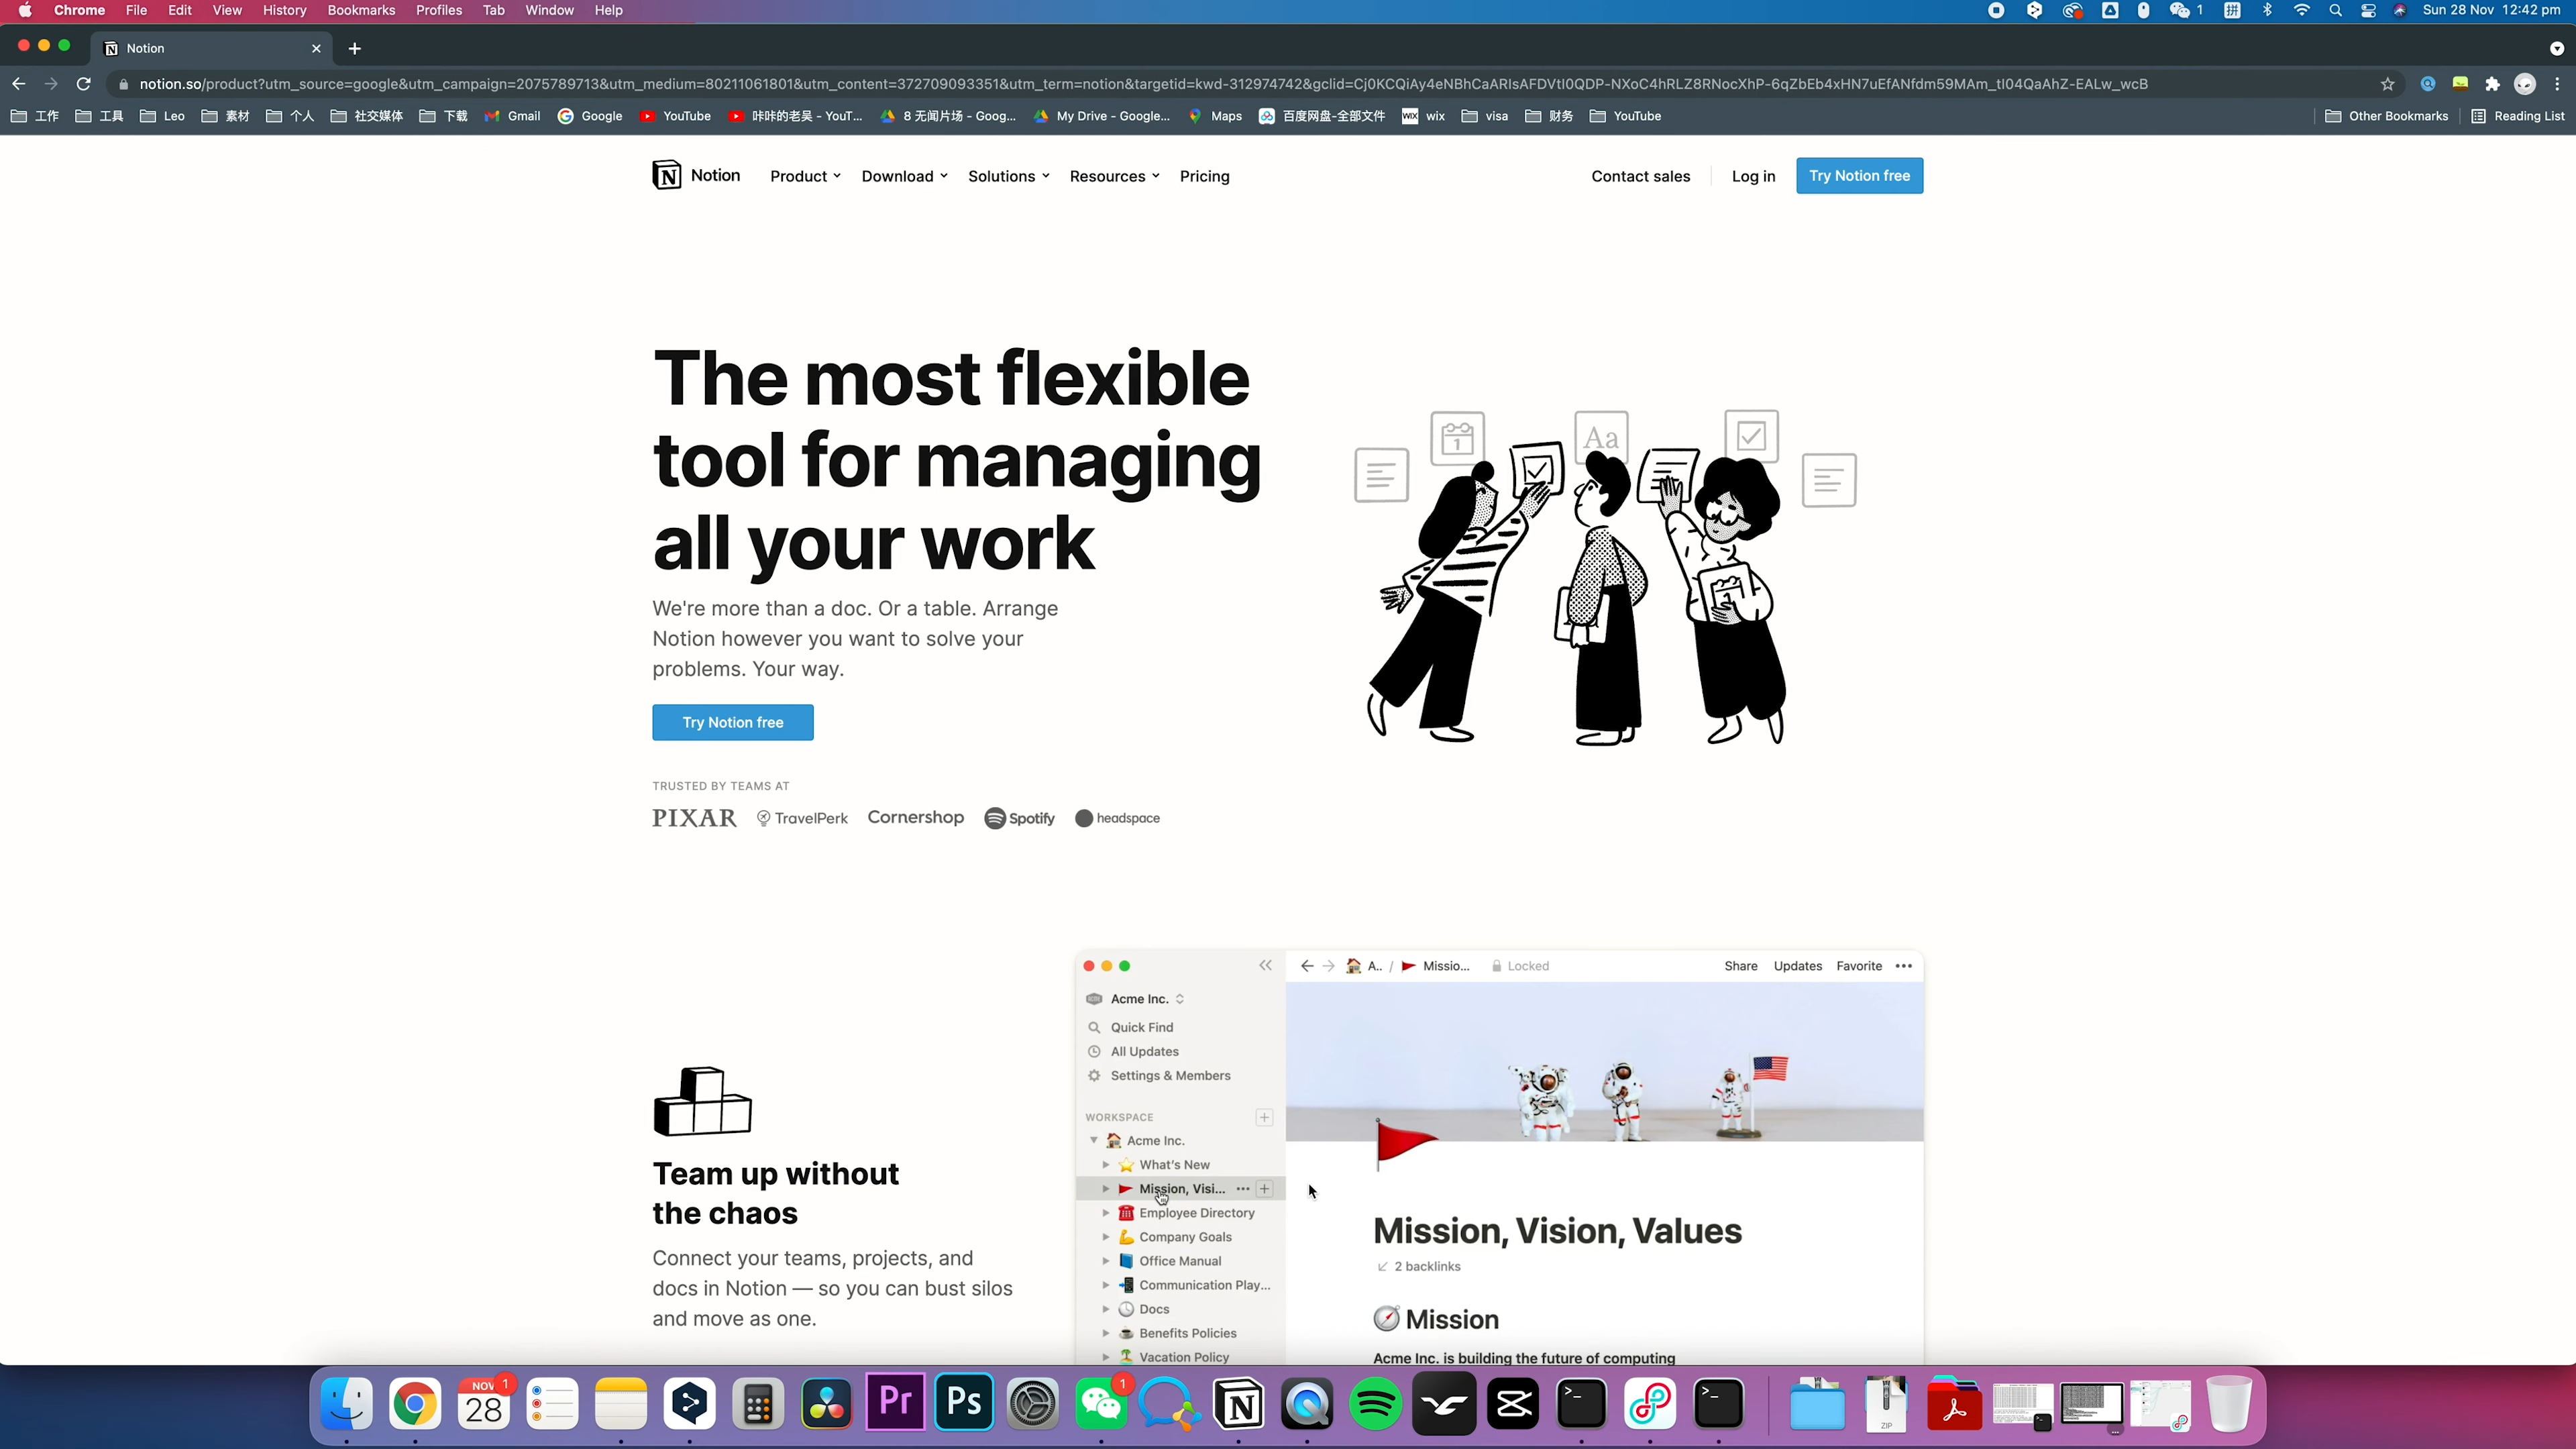 Chrome File Edit View History Bookmarks Profiles Tab Window Help 1 拼 Sun 28 Nov 12:42 pm
Notion
notion.so/product?utm_source=google&utm_campaign=2075789713&utm_medium=80211061801&utm_content=372709093351&utm_term=notion&targetid=kwd-312974742&gclid=Cj0KCQiAy4eNBhCaARIsAFDVtI0QDP-NXoC4hRLZ8RNocXhP-6qZbEb4xHN7uEfANfdm59MAm_tI04QaAhZ-EALw_wcB
工作 工具 Leo 素材 个人 社交媒体 下载 Gmail Google YouTube 咔咔的老吴 - YouT... 8 无闻片场 - Goog... My Drive - Google... Maps 百度网盘-全部文件 WIX wix visa 财务 YouTube Other Bookmarks Reading List
Notion Product Download Solutions Resources Pricing Contact sales Log in Try Notion free
The most flexible
tool for managing
all your work
1 Aa
We're more than a doc. Or a table. Arrange
Notion however you want to solve your
problems. Your way.
Try Notion free
TRUSTED BY TEAMS AT
PIXAR TravelPerk Cornershop Spotify headspace
A.. / Missio... Locked Share Updates Favorite
Acme Inc.
Quick Find
All Updates
Settings & Members
WORKSPACE
Acme Inc.
What's New
Mission, Visi...
Employee Directory
Company Goals
Office Manual
Communication Play...
Docs
Benefits Policies
Vacation Policy
Team up without
the chaos
Connect your teams, projects, and
docs in Notion — so you can bust silos
and move as one.
Mission, Vision, Values
2 backlinks
Mission
Acme Inc. is building the future of computing
NOV 1
28
Pr
Ps
1
ZIP